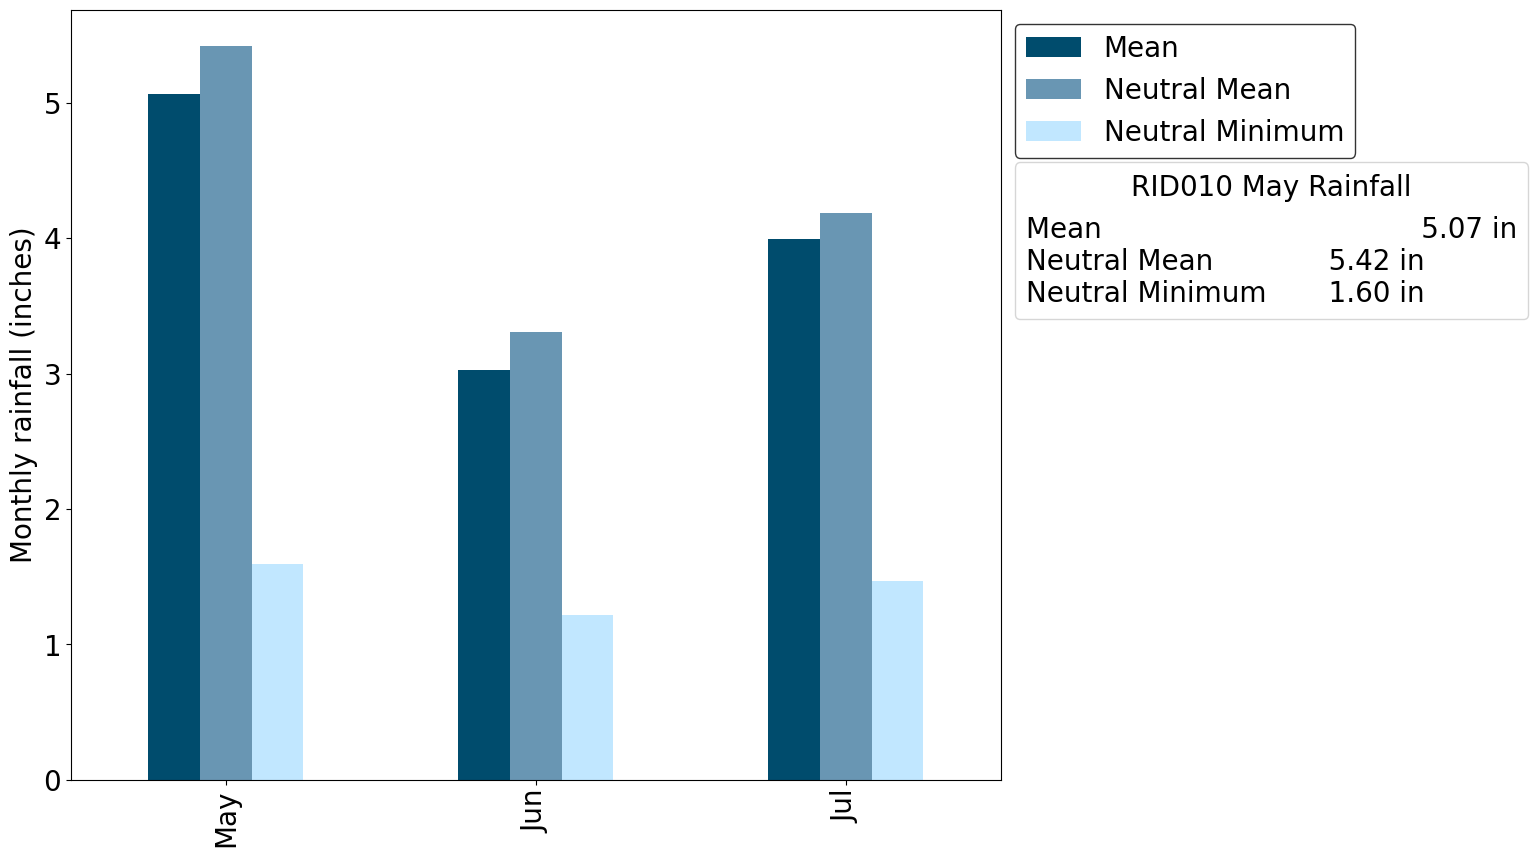 Monthly rainfall (inches)
5
4
3
2
1
0
May
Jun
Jul
Mean
Neutral Mean
Neutral Minimum
RID010 May Rainfall
Mean 5.07 in
Neutral Mean 5.42 in
Neutral Minimum 1.60 in